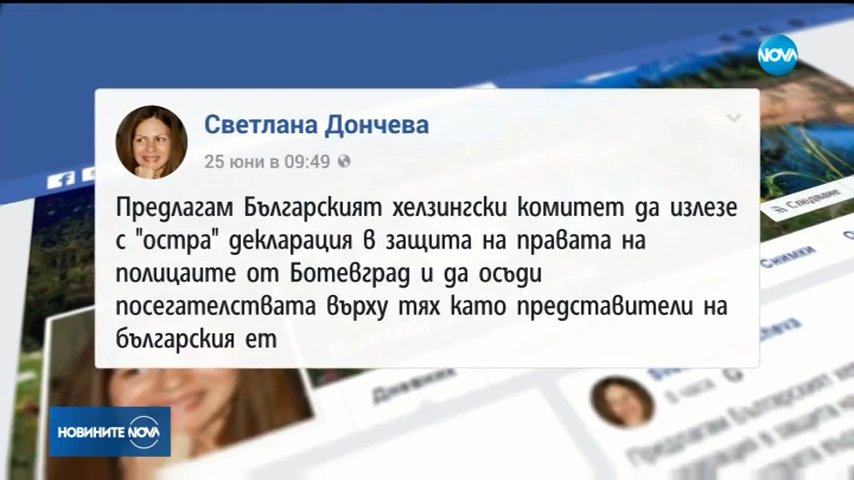 NOVA
Светлана Дончева
25 юни в 09:49
Предлагам Българският хелзингски комитет да излезе
с "остра" декларация в защита на правата на
полицаите от Ботевград и да осъди
посегателствата върху тях като представители на
българския ет
Следване
Снимки
Дневник
НОВИНИТЕ NOVA